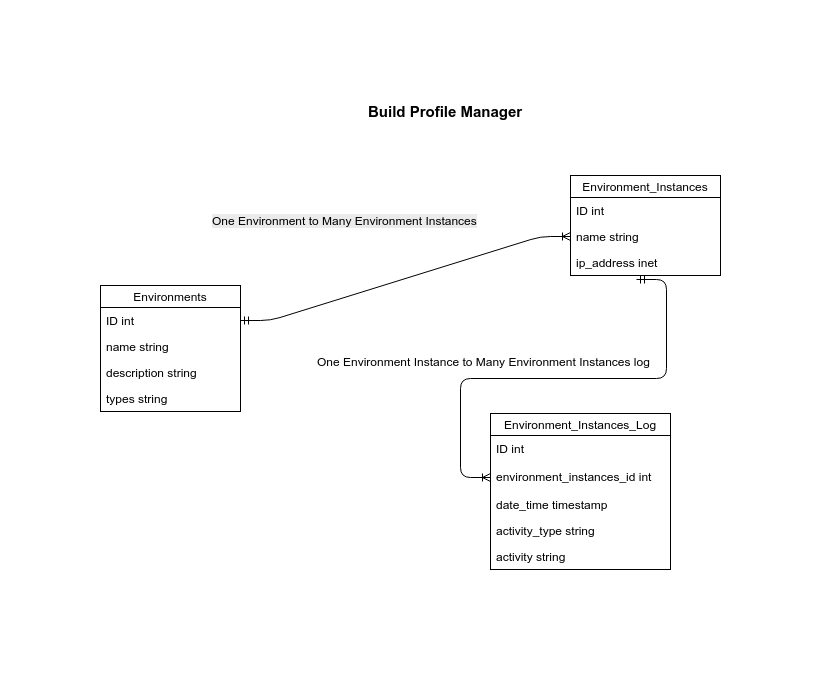 Build Profile Manager
Environment_Instances
ID int
name string
ip_address inet
One Environment to Many Environment Instances
Environments
ID int
name string
description string
types string
One Environment Instance to Many Environment Instances log
Environment_Instances_Log
ID int
environment_instances_id int
date_time timestamp
activity_type string
activity string